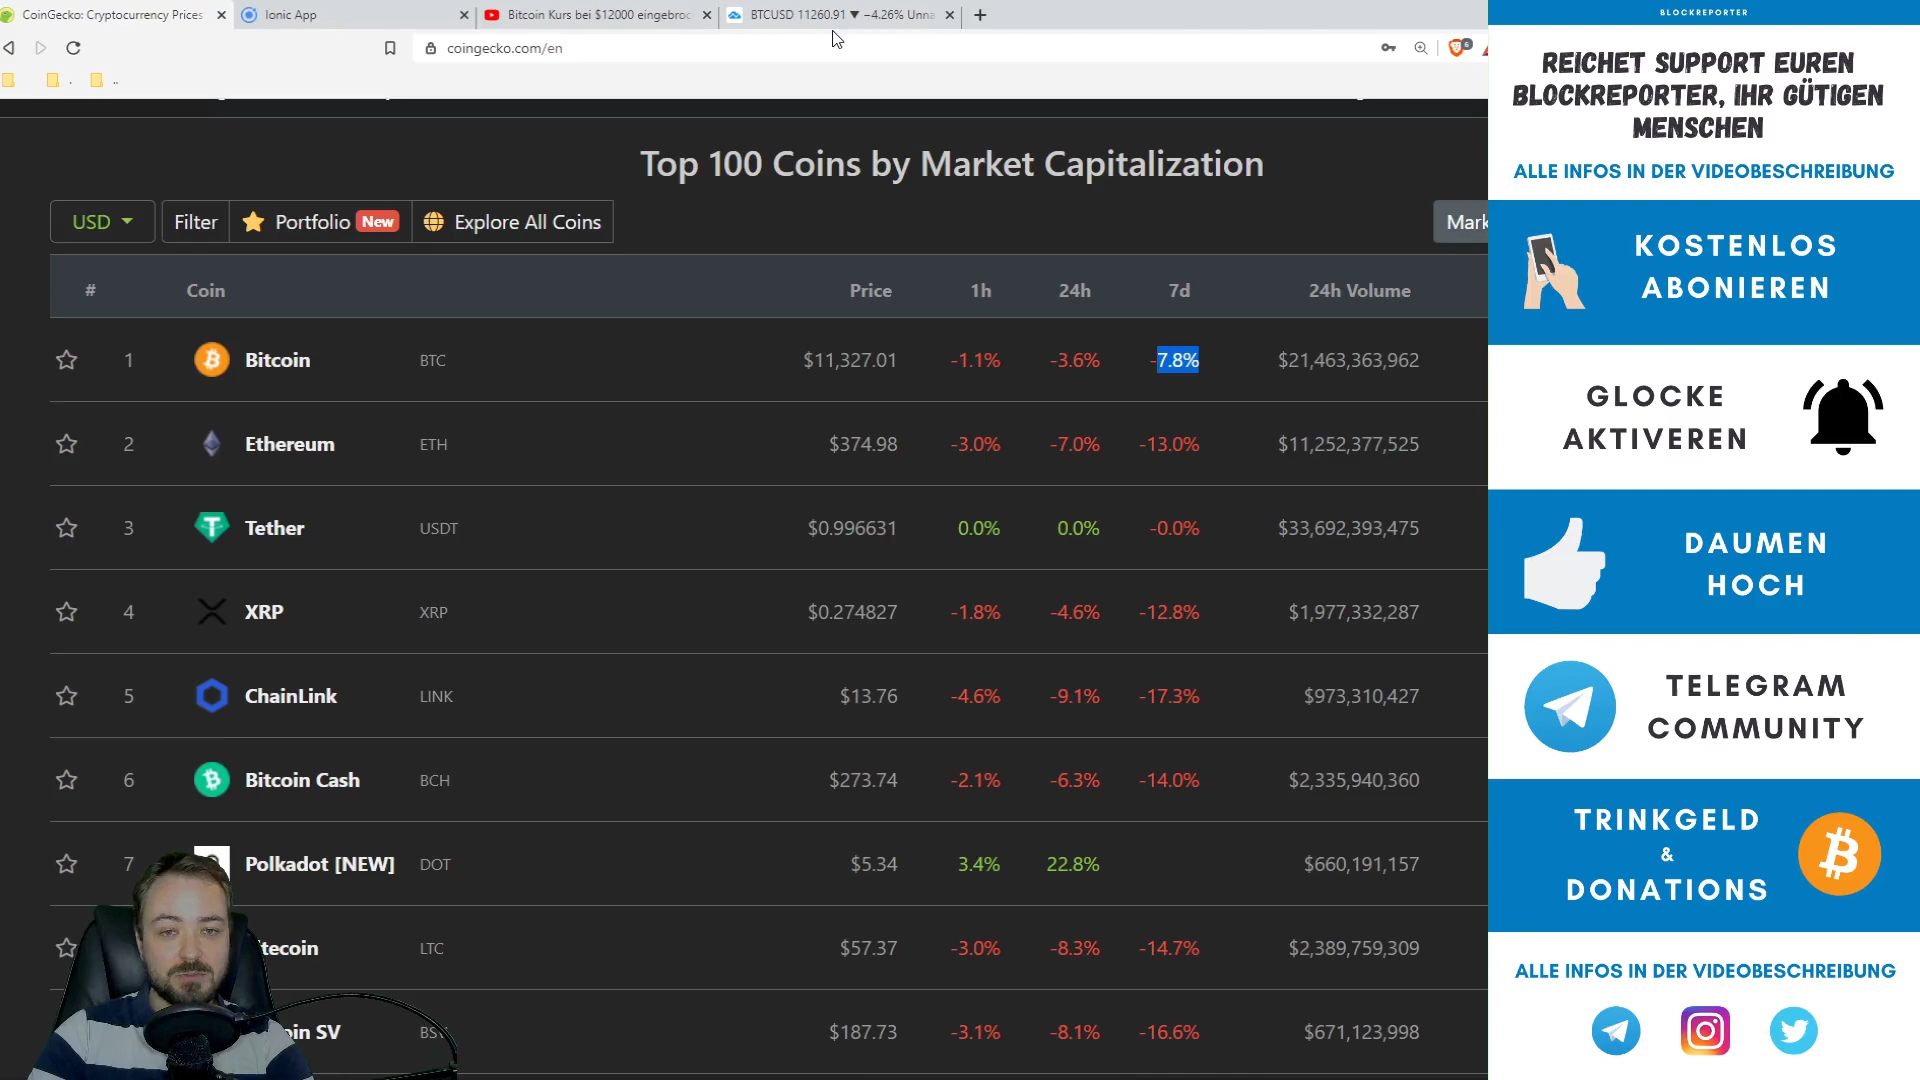 CoinGecko: Cryptocurrency Prices
Ionic App
Bitcoin Kurs bei $12000 eingebroc
BTCUSD 11260.91 ▼ −4.26% Unna
coingecko.com/en
6
.
..
Top 100 Coins by Market Capitalization
USD
Filter
Portfolio New
Explore All Coins
Mark
# Coin Price 1h 24h 7d 24h Volume
1 Bitcoin BTC $11,327.01 -1.1% -3.6% -7.8% $21,463,363,962
2 Ethereum ETH $374.98 -3.0% -7.0% -13.0% $11,252,377,525
3 Tether USDT $0.996631 0.0% 0.0% -0.0% $33,692,393,475
4 XRP XRP $0.274827 -1.8% -4.6% -12.8% $1,977,332,287
5 ChainLink LINK $13.76 -4.6% -9.1% -17.3% $973,310,427
6 Bitcoin Cash BCH $273.74 -2.1% -6.3% -14.0% $2,335,940,360
7 Polkadot [NEW] DOT $5.34 3.4% 22.8% $660,191,157
itecoin LTC $57.37 -3.0% -8.3% -14.7% $2,389,759,309
oin SV BSV $187.73 -3.1% -8.1% -16.6% $671,123,998
BLOCKREPORTER
REICHET SUPPORT EUREN
BLOCKREPORTER, IHR GÜTIGEN
MENSCHEN
ALLE INFOS IN DER VIDEOBESCHREIBUNG
KOSTENLOS
ABONIEREN
GLOCKE
AKTIVEREN
DAUMEN
HOCH
TELEGRAM
COMMUNITY
TRINKGELD
&
DONATIONS
ALLE INFOS IN DER VIDEOBESCHREIBUNG